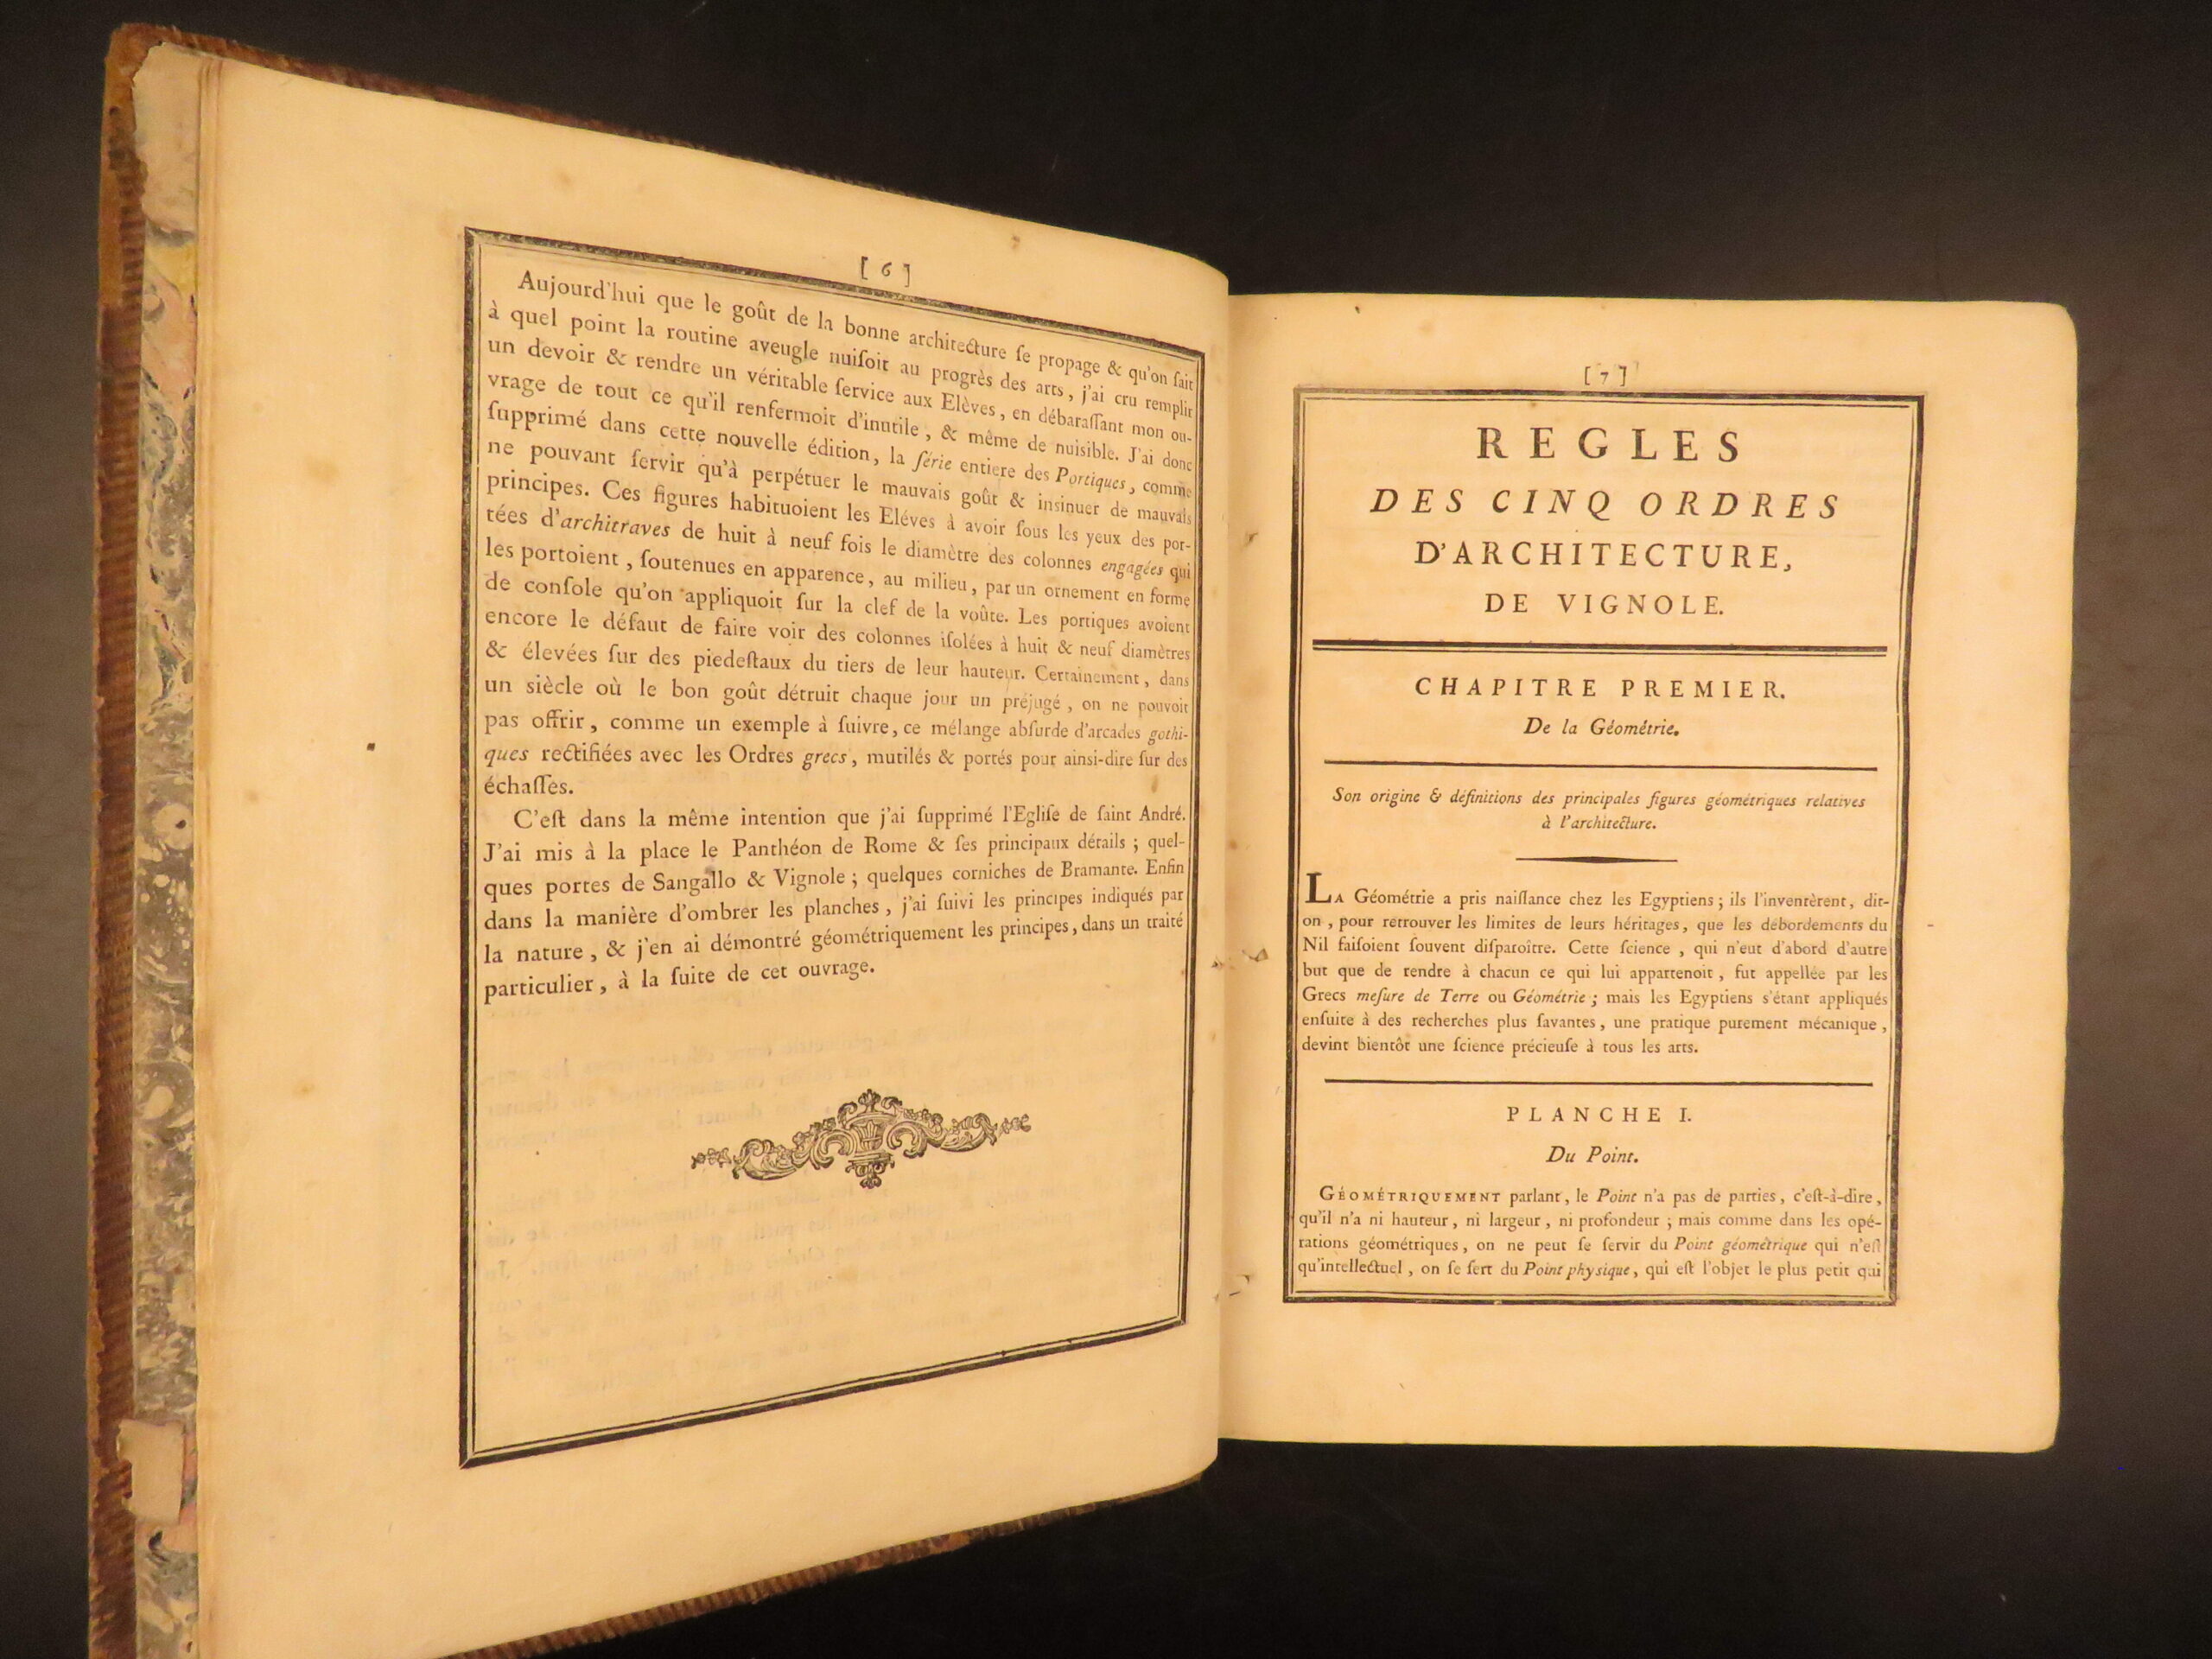 [ 6 ]
Aujourd'hui que le goût de la bonne architecture ſe propage & qu'on ſait
à quel point la routine aveugle nuiſoit au progrès des arts, j'ai cru remplir
un devoir & rendre un véritable ſervice aux Elèves, en débaraſſant mon ou-
vrage de tout ce qu'il renfermoit d'inutile, & même de nuisible. J'ai donc
ſupprimé dans cette nouvelle édition, la ſérie entiere des Portiques, comme
ne pouvant ſervir qu'à perpétuer le mauvais goût & insinuer de mauvais
principes. Ces figures habituoient les Eléves à avoir ſous les yeux des por-
tées d'architraves de huit à neuf fois le diamètre des colonnes engagées qui
les portoient, ſoutenues en apparence, au milieu, par un ornement en forme
de conſole qu'on appliquoit ſur la clef de la voûte. Les portiques avoient
encore le défaut de faire voir des colonnes iſolées à huit & neuf diamètres
& élevées ſur des piedeſtaux du tiers de leur hauteur. Certainement, dans
un siècle où le bon goût détruit chaque jour un préjugé, on ne pouvoit
pas offrir, comme un exemple à ſuivre, ce mélange abſurde d'arcades gothi-
ques rectifiées avec les Ordres grecs, mutilés & portés pour ainsi-dire ſur des
échaſſes.
C'eſt dans la même intention que j'ai ſupprimé l'Egliſe de ſaint André.
J'ai mis à la place le Panthéon de Rome & ſes principaux détails ; quel-
ques portes de Sangallo & Vignole ; quelques corniches de Bramante. Enfin
dans la manière d'ombrer les planches, j'ai ſuivi les principes indiqués par
la nature, & j'en ai démontré géométriquement les principes, dans un traité
particulier, à la ſuite de cet ouvrage.
[ 7 ]
REGLES
DES CINQ ORDRES
D'ARCHITECTURE,
DE VIGNOLE.
CHAPITRE PREMIER.
De la Géométrie.
Son origine & définitions des principales figures géométriques relatives
à l'architecture.
LA Géométrie a pris naiſſance chez les Egyptiens ; ils l'inventèrent, dit-
on, pour retrouver les limites de leurs héritages, que les débordements du
Nil faiſoient ſouvent diſparoître. Cette ſcience, qui n'eut d'abord d'autre
but que de rendre à chacun ce qui lui appartenoit, fut appellée par les
Grecs meſure de Terre ou Géométrie ; mais les Egyptiens s'étant appliqués
enſuite à des recherches plus ſavantes, une pratique purement mécanique,
devint bientôt une ſcience précieuſe à tous les arts.
PLANCHE I.
Du Point.
GÉOMÉTRIQUEMENT parlant, le Point n'a pas de parties, c'eſt-à-dire,
qu'il n'a ni hauteur, ni largeur, ni profondeur ; mais comme dans les opé-
rations géométriques, on ne peut ſe ſervir du Point géométrique qui n'eſt
qu'intellectuel, on ſe ſert du Point physique, qui eſt l'objet le plus petit qui